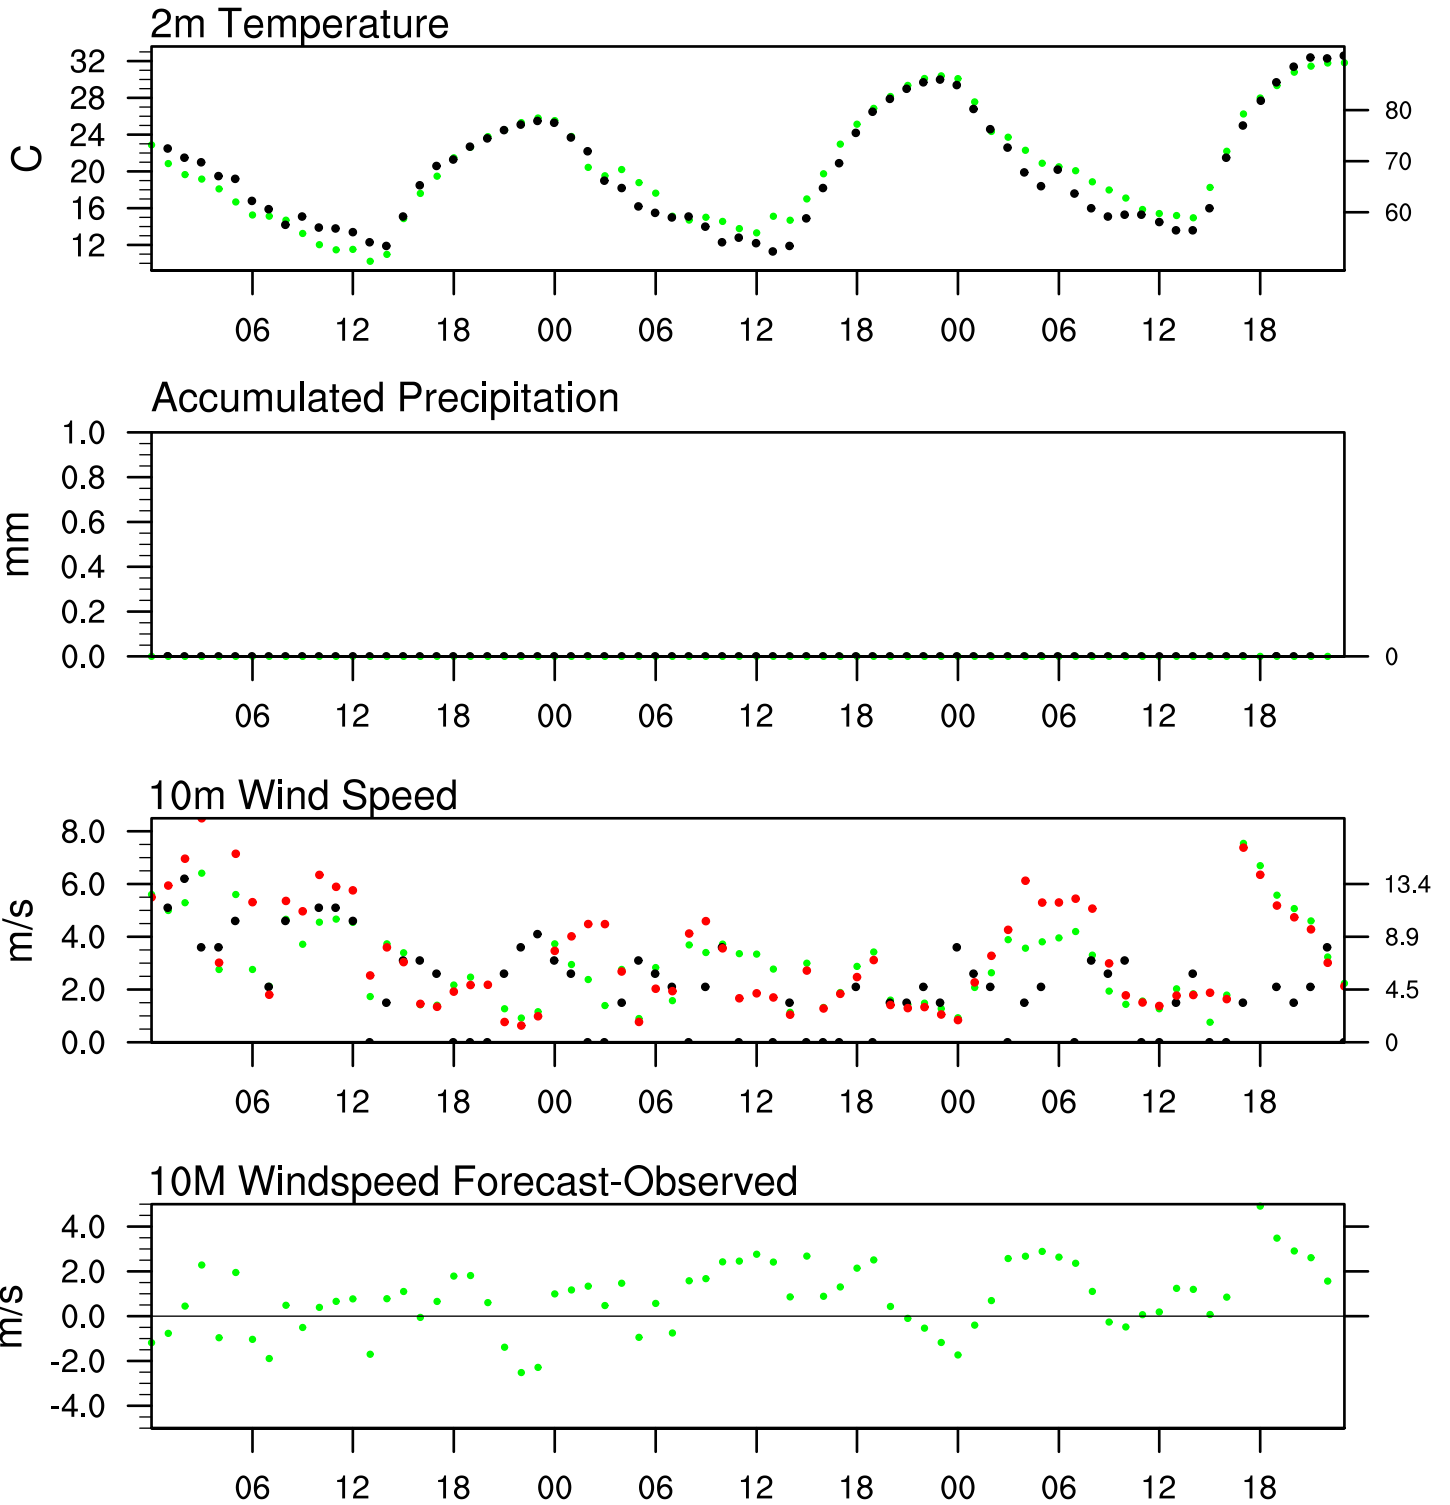 2m Temperature
32
28
24
20
16
12
C
80
70
60
06 12 18 00 06 12 18 00 06 12 18
Accumulated Precipitation
1.0
0.8
0.6
0.4
0.2
0.0
mm
0
06 12 18 00 06 12 18 00 06 12 18
10m Wind Speed
8.0
6.0
4.0
2.0
0.0
m/s
13.4
8.9
4.5
0
06 12 18 00 06 12 18 00 06 12 18
10M Windspeed Forecast-Observed
4.0
2.0
0.0
-2.0
-4.0
m/s
06 12 18 00 06 12 18 00 06 12 18